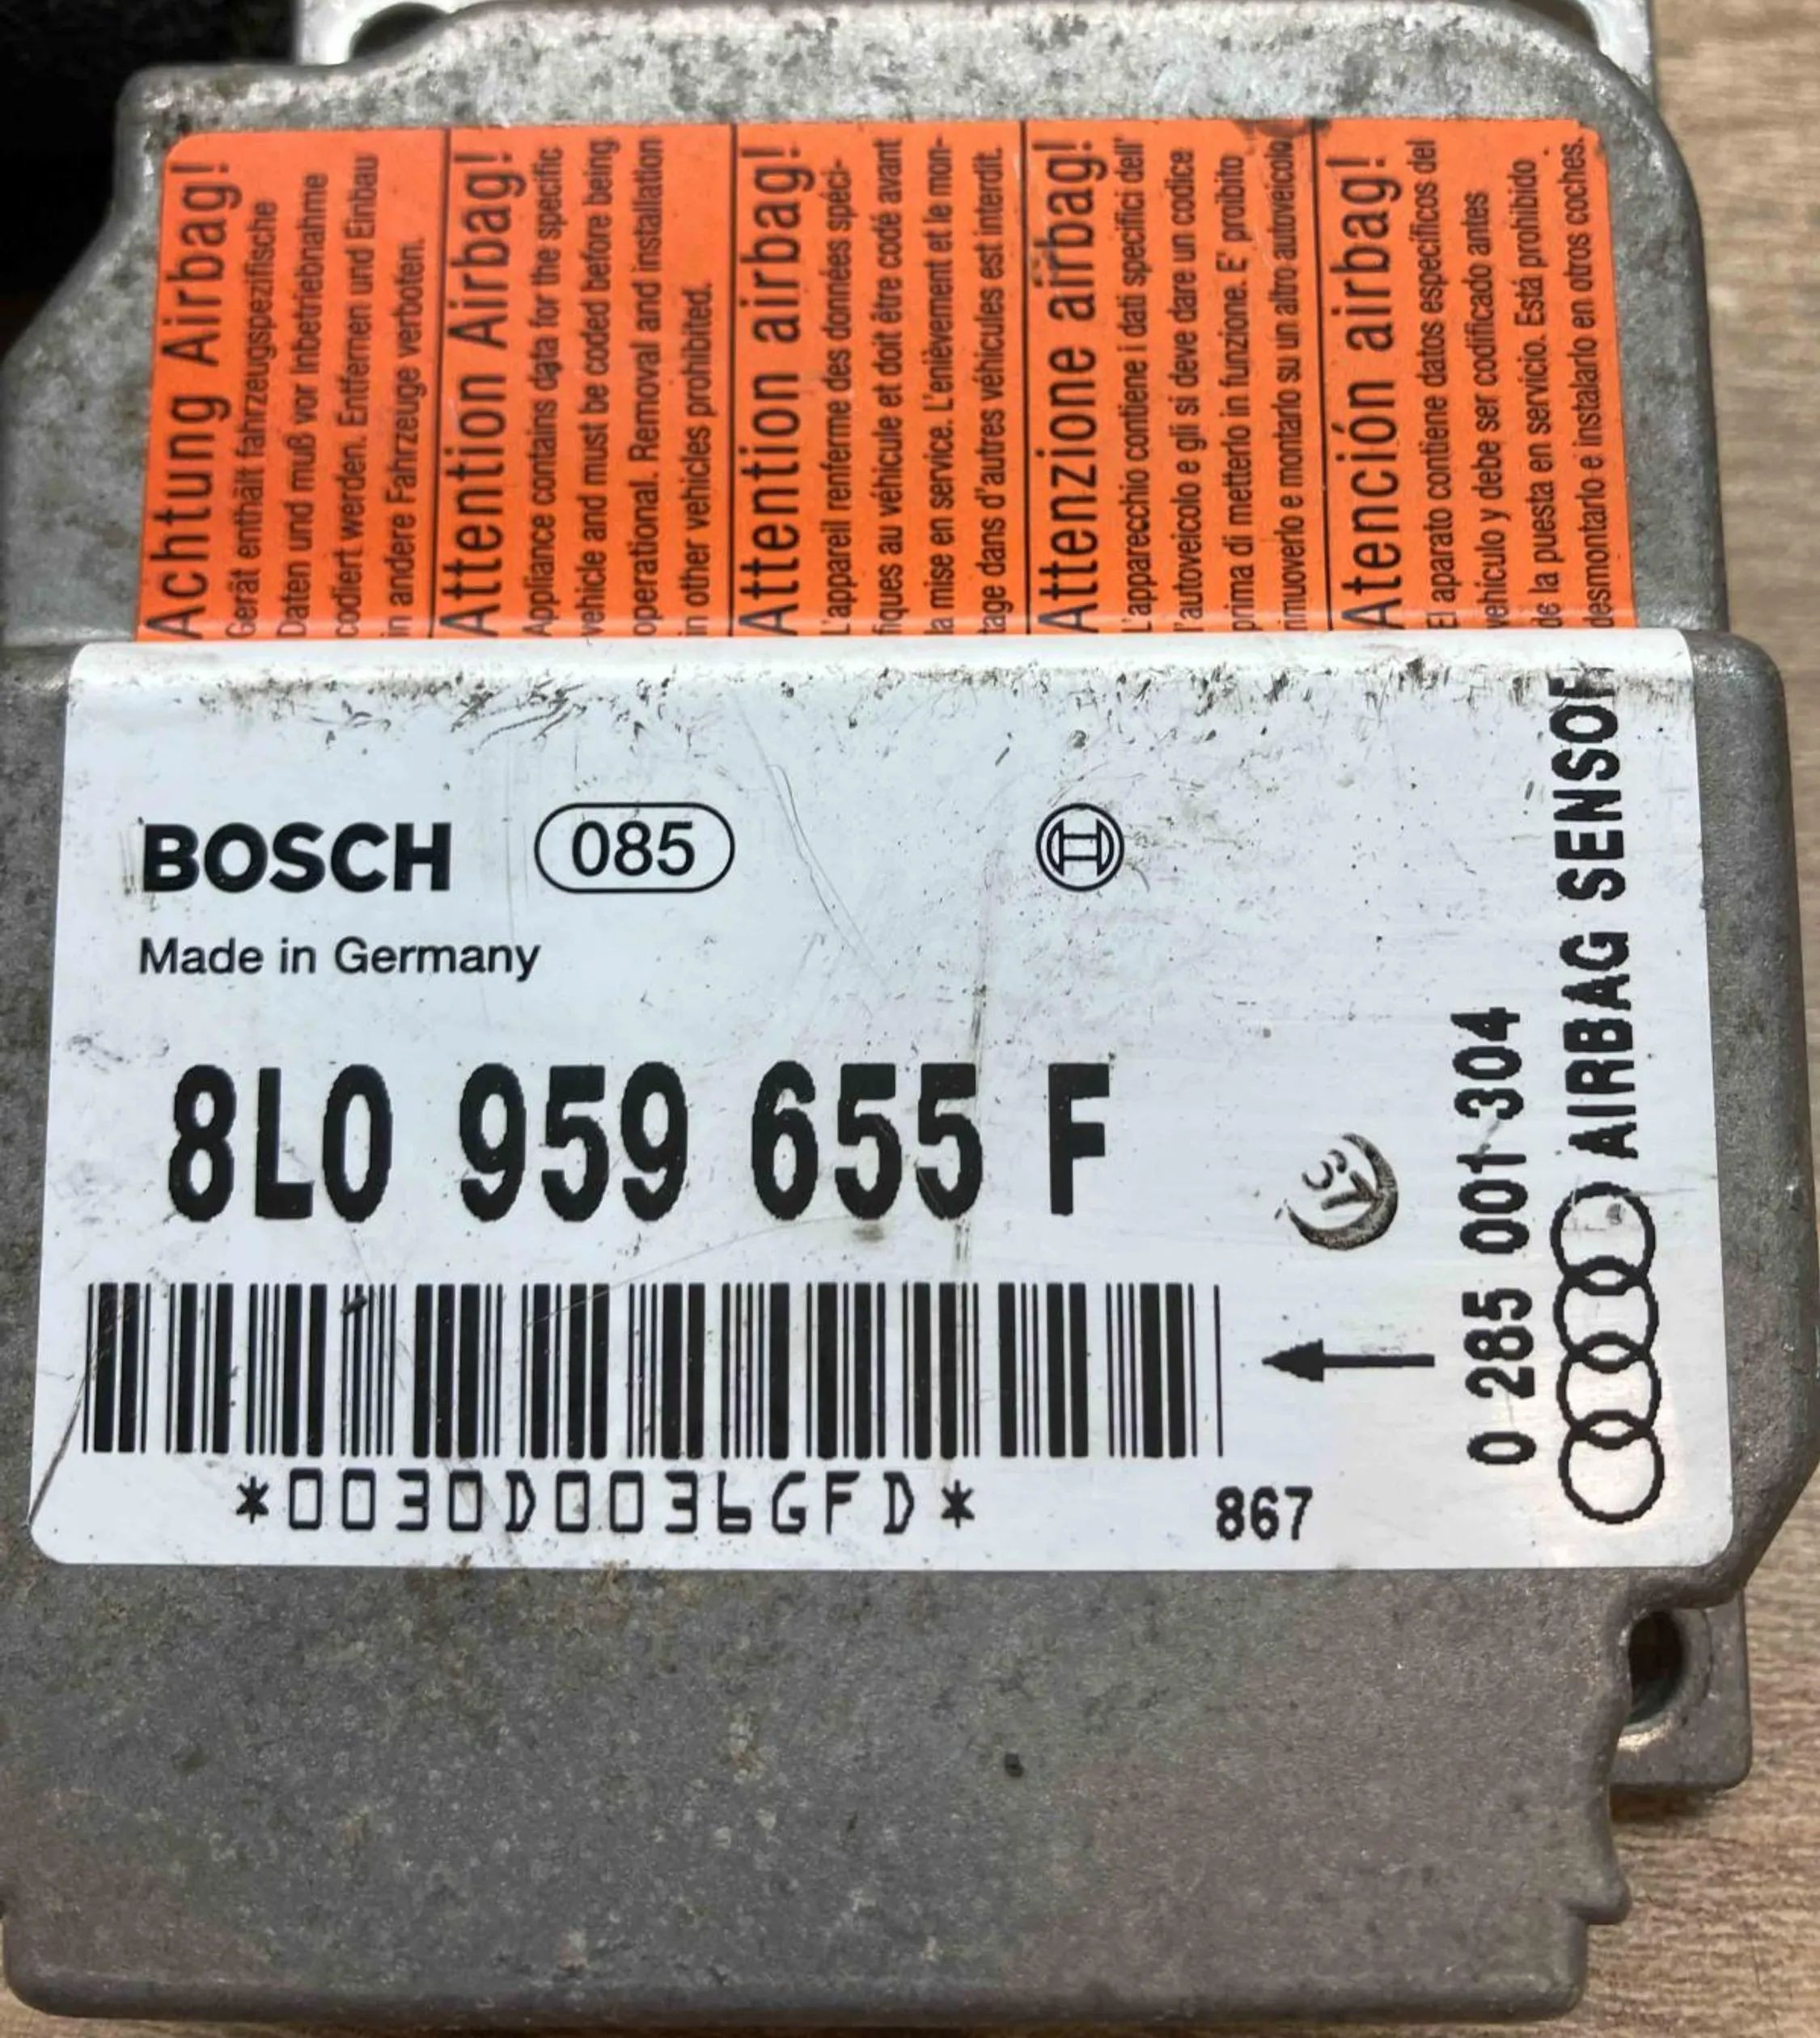 Achtung Airbag!
Gerät enthält fahrzeugspezifische
Daten und muß vor Inbetriebnahme
codiert werden. Entfernen und Einbau
in andere Fahrzeuge verboten.
Attention Airbag!
Appliance contains data for the specific
vehicle and must be coded before being
operational. Removal and installation
in other vehicles prohibited.
Attention airbag!
L'appareil renferme des données spéci-
fiques au véhicule et doit être codé avant
la mise en service. L'enièvement et le mon-
tage dans d'autres véhicules est interdit.
Attenzione airbag!
L'apparecchio contiene i dati specifici dell'
l'autoveicolo e gli si deve dare un codice
prima di metterlo in funzione. E' proibito
rimuoverlo e montarlo su un altro autoveicolo.
Atención airbag!
El aparato contiene datos específicos del
vehículo y debe ser codificado antes
de la puesta en servicio. Está prohibido
desmontarlo e instalarlo en otros coches.
BOSCH 085
Made in Germany
8L0 959 655 F
*0030D0036GFD*
867
0 285 001 304
AIRBAG SENSOR